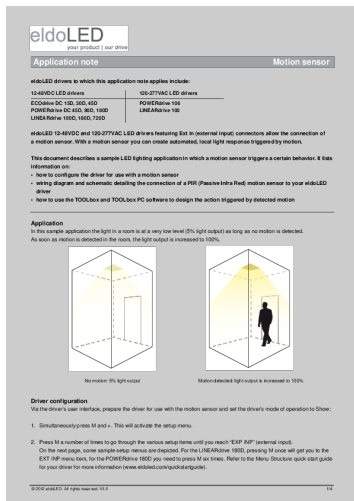 eldoLED
your product | our drive
Application note Motion sensor
eldoLED drivers to which this application note applies include:
12-48VDC LED drivers 120-277VAC LED drivers
ECOdrive DC 15D, 30D, 45D POWERdrive 106
POWERdrive DC 45D, 90D, 180D LINEARdrive 100
LINEARdrive 100D, 180D, 720D
eldoLED 12-48VDC and 120-277VAC LED drivers featuring Ext in (external input) connectors allow the connection of
a motion sensor. With a motion sensor you can create automated, local light response triggered by motion.
This document describes a sample LED lighting application in which a motion sensor triggers a certain behavior. It lists
information on:
• how to configure the driver for use with a motion sensor
• wiring diagram and schematic detailing the connection of a PIR (Passive Infra Red) motion sensor to your eldoLED
driver
• how to use the TOOLbox and TOOLbox PC software to design the action triggered by detected motion
Application
In this sample application the light in a room is at a very low level (5% light output) as long as no motion is detected.
As soon as motion is detected in the room, the light output is increased to 100%.
No motion: 5% light output Motion detected: light output is increased to 100%
Driver configuration
Via the driver's user interface, prepare the driver for use with the motion sensor and set the driver's mode of operation to Show:
1. Simultaneously press M and +. This will activate the setup menu.
2. Press M a number of times to go through the various setup items until you reach "EXP INP" (external input).
On the next page, some sample setup menus are depicted. For the LINEARdrive 180D, pressing M once will get you to the
EXT INP menu item, for the POWERdrive 180D you need to press M six times. Refer to the Menu Structure quick start guide
for your driver for more information (www.eldoled.com/quickstartguide).
© 2010 eldoLED. All rights reserved. V1.0 1/4